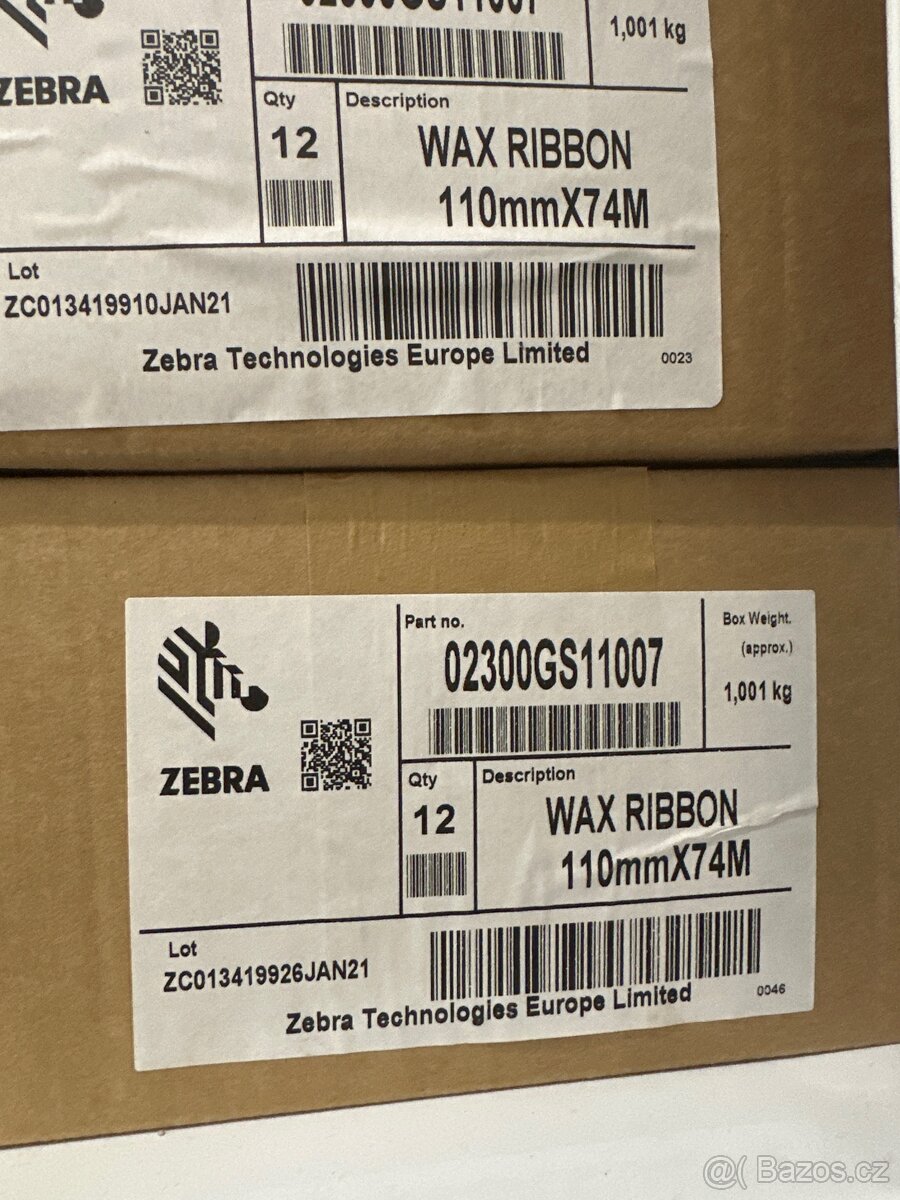 1,001 kg
ZEBRA
Qty
Description
12
WAX RIBBON
110mmX74M
Lot
ZC013419910JAN21
Zebra Technologies Europe Limited
0023
Part no.
02300GS11007
Box Weight.
(approx.)
1,001 kg
ZEBRA
Qty
Description
12
WAX RIBBON
110mmX74M
Lot
ZC013419926JAN21
Zebra Technologies Europe Limited
0046
@( Bazos.cz